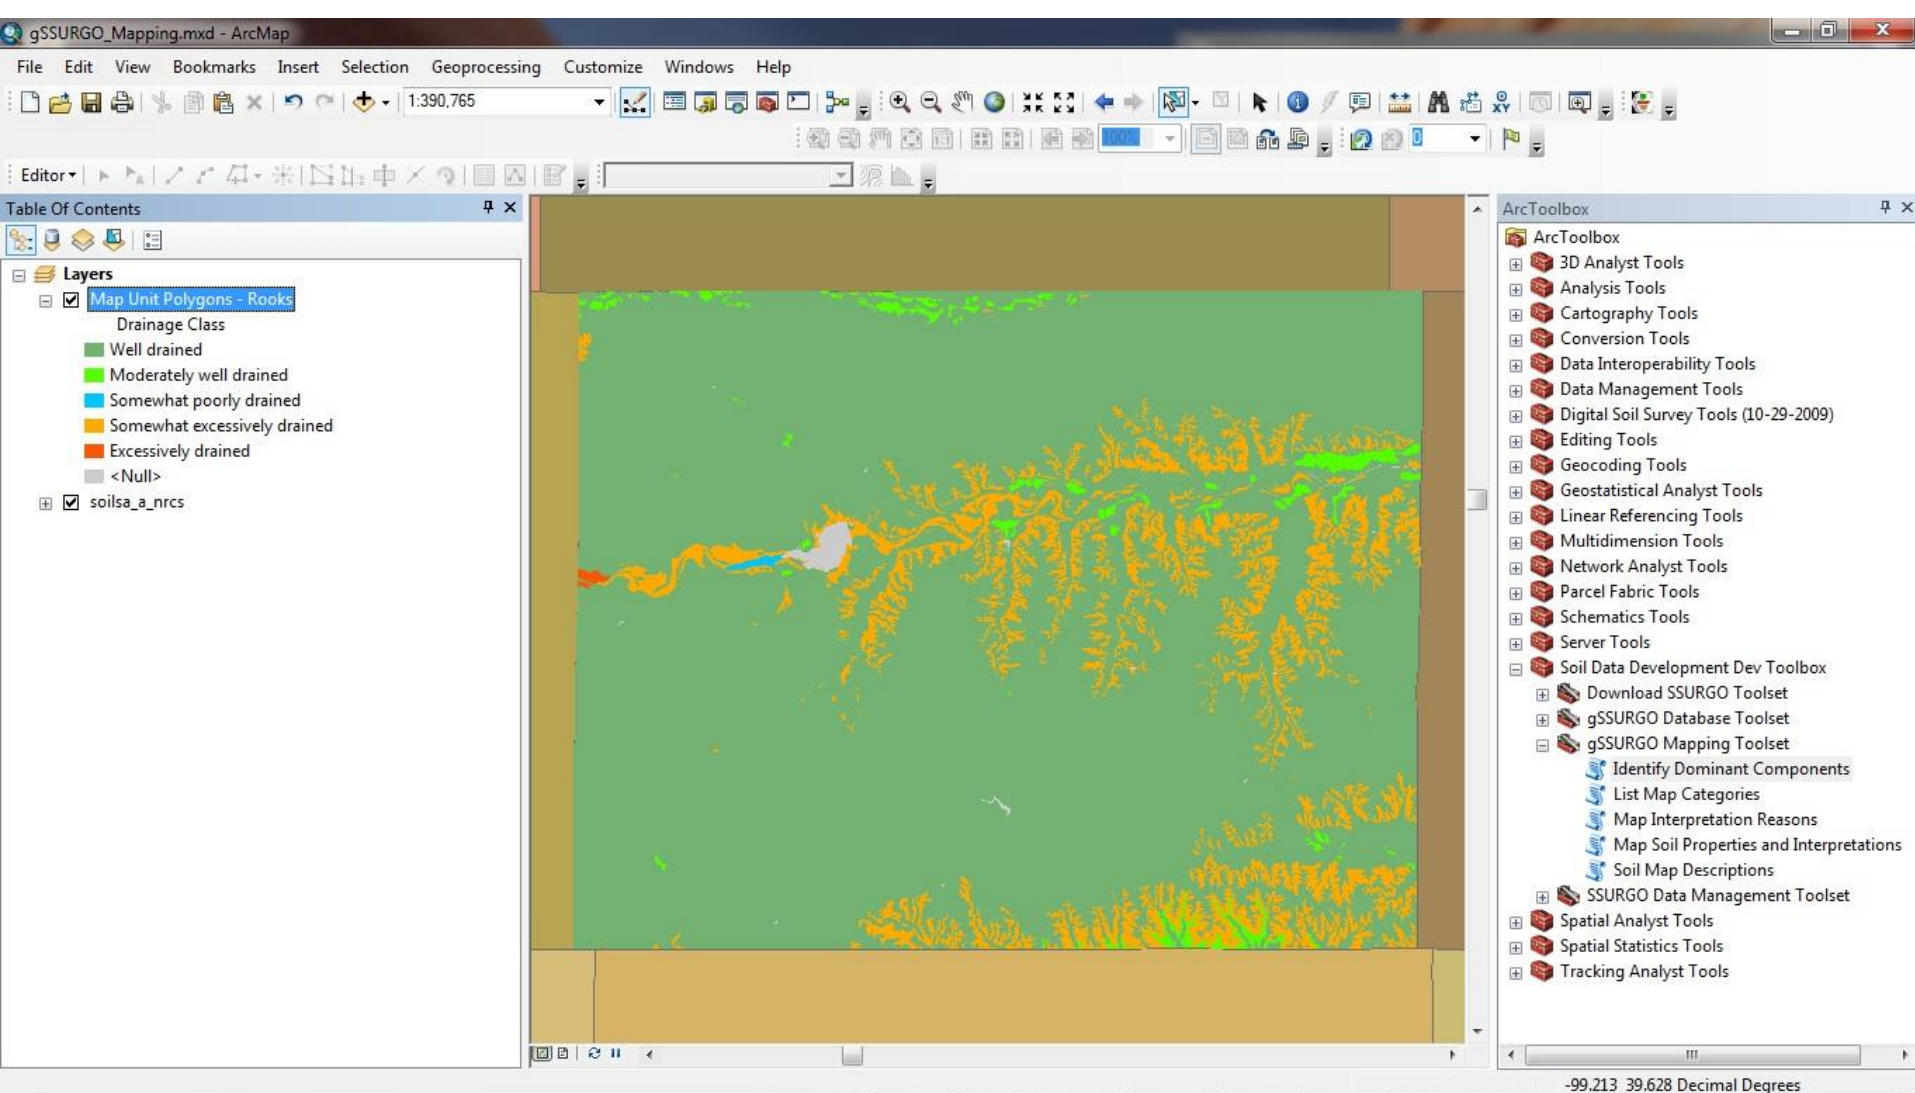 gSSURGO_Mapping.mxd - ArcMap
File Edit View Bookmarks Insert Selection Geoprocessing Customize Windows Help
1:390,765
100%
0
Editor
Table Of Contents
Layers
Map Unit Polygons - Rooks
Drainage Class
Well drained
Moderately well drained
Somewhat poorly drained
Somewhat excessively drained
Excessively drained
<Null>
soilsa_a_nrcs
ArcToolbox
ArcToolbox
3D Analyst Tools
Analysis Tools
Cartography Tools
Conversion Tools
Data Interoperability Tools
Data Management Tools
Digital Soil Survey Tools (10-29-2009)
Editing Tools
Geocoding Tools
Geostatistical Analyst Tools
Linear Referencing Tools
Multidimension Tools
Network Analyst Tools
Parcel Fabric Tools
Schematics Tools
Server Tools
Soil Data Development Dev Toolbox
Download SSURGO Toolset
gSSURGO Database Toolset
gSSURGO Mapping Toolset
Identify Dominant Components
List Map Categories
Map Interpretation Reasons
Map Soil Properties and Interpretations
Soil Map Descriptions
SSURGO Data Management Toolset
Spatial Analyst Tools
Spatial Statistics Tools
Tracking Analyst Tools
-99.213 39.628 Decimal Degrees